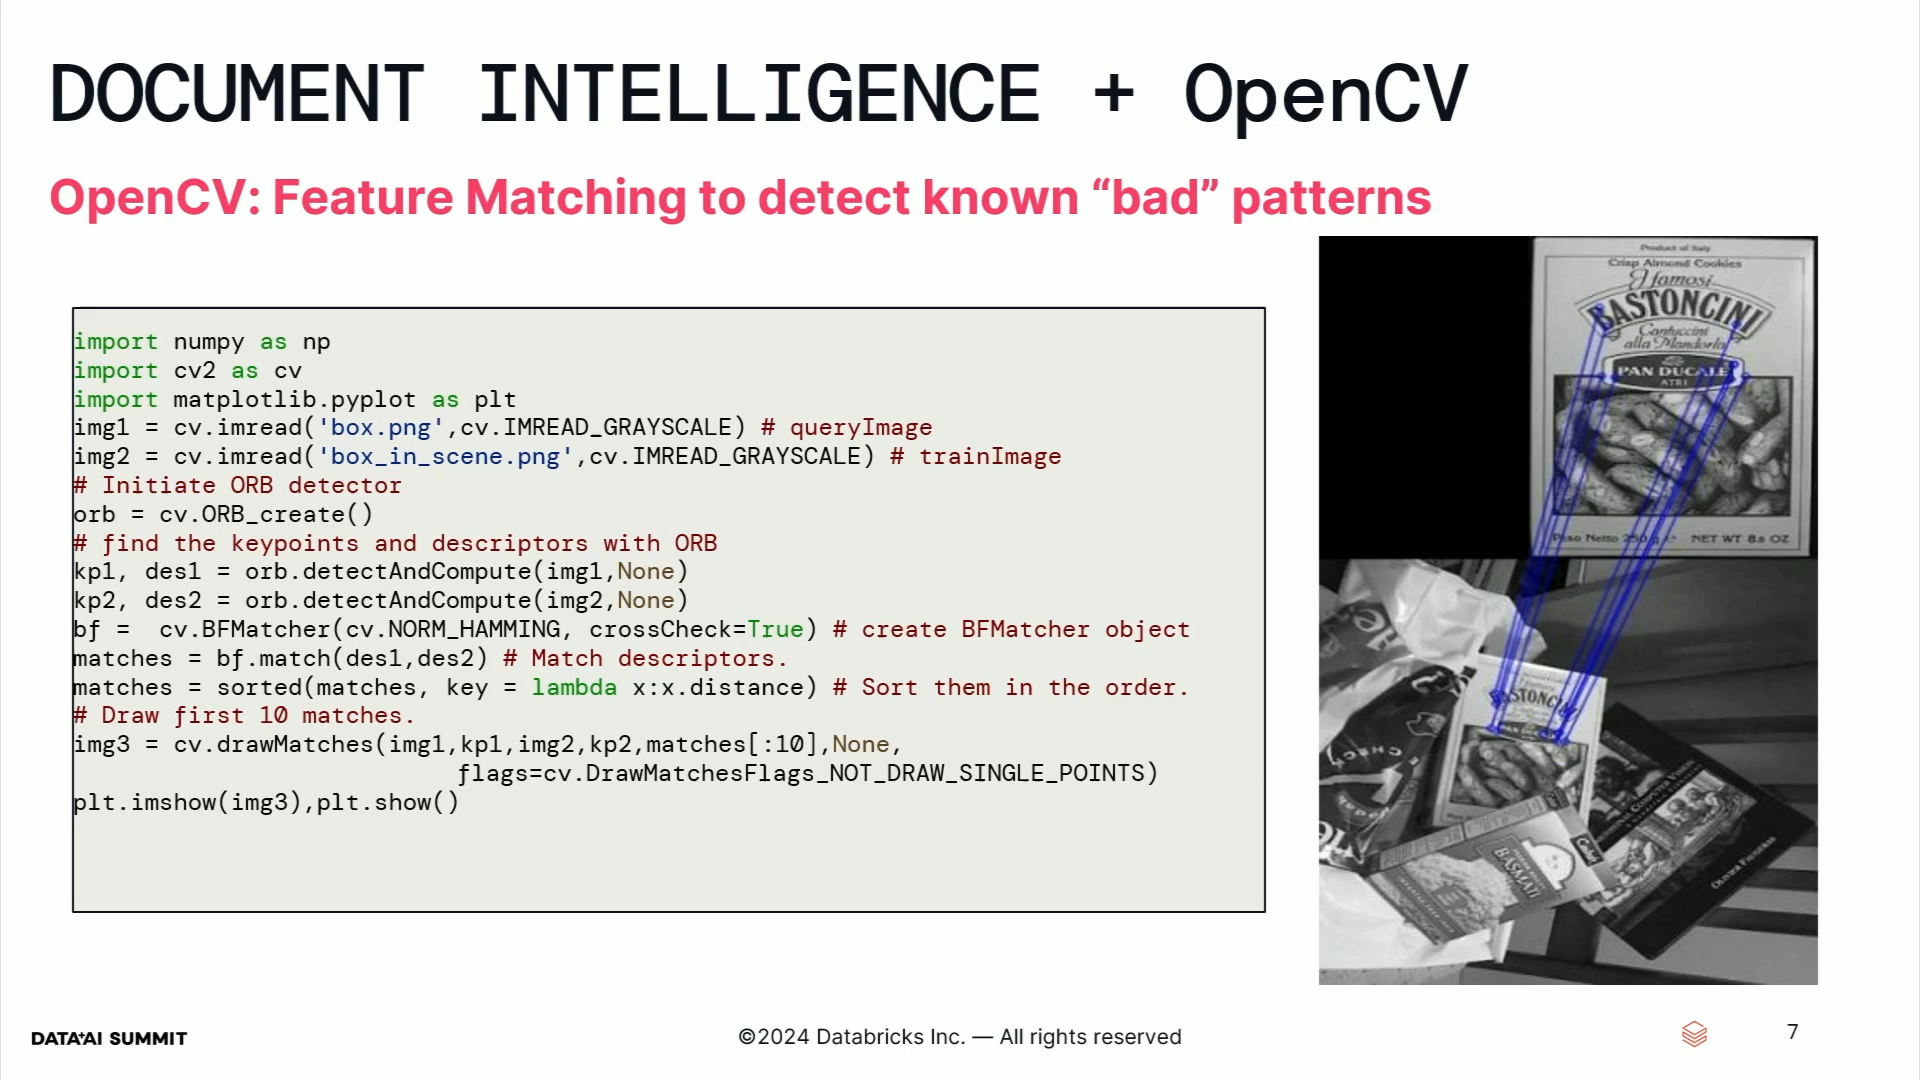 DOCUMENT INTELLIGENCE + OpenCV
OpenCV: Feature Matching to detect known “bad” patterns
import numpy as np
import cv2 as cv
import matplotlib.pyplot as plt
img1 = cv.imread('box.png',cv.IMREAD_GRAYSCALE) # queryImage
img2 = cv.imread('box_in_scene.png',cv.IMREAD_GRAYSCALE) # trainImage
# Initiate ORB detector
orb = cv.ORB_create()
# find the keypoints and descriptors with ORB
kp1, des1 = orb.detectAndCompute(img1,None)
kp2, des2 = orb.detectAndCompute(img2,None)
bf =  cv.BFMatcher(cv.NORM_HAMMING, crossCheck=True) # create BFMatcher object
matches = bf.match(des1,des2) # Match descriptors.
matches = sorted(matches, key = lambda x:x.distance) # Sort them in the order.
# Draw first 10 matches.
img3 = cv.drawMatches(img1,kp1,img2,kp2,matches[:10],None,
flags=cv.DrawMatchesFlags_NOT_DRAW_SINGLE_POINTS)
plt.imshow(img3),plt.show()
Product of Italy
Crisp Almond Cookies
Famosi
BASTONCINI
Cantuccini
alla Mandorla
PAN DUCALE
ATRI
Peso Netto 250 g e NET WT 8.8 OZ
BASTONCINI
BASMATI
DATA+AI SUMMIT
©2024 Databricks Inc. — All rights reserved
7